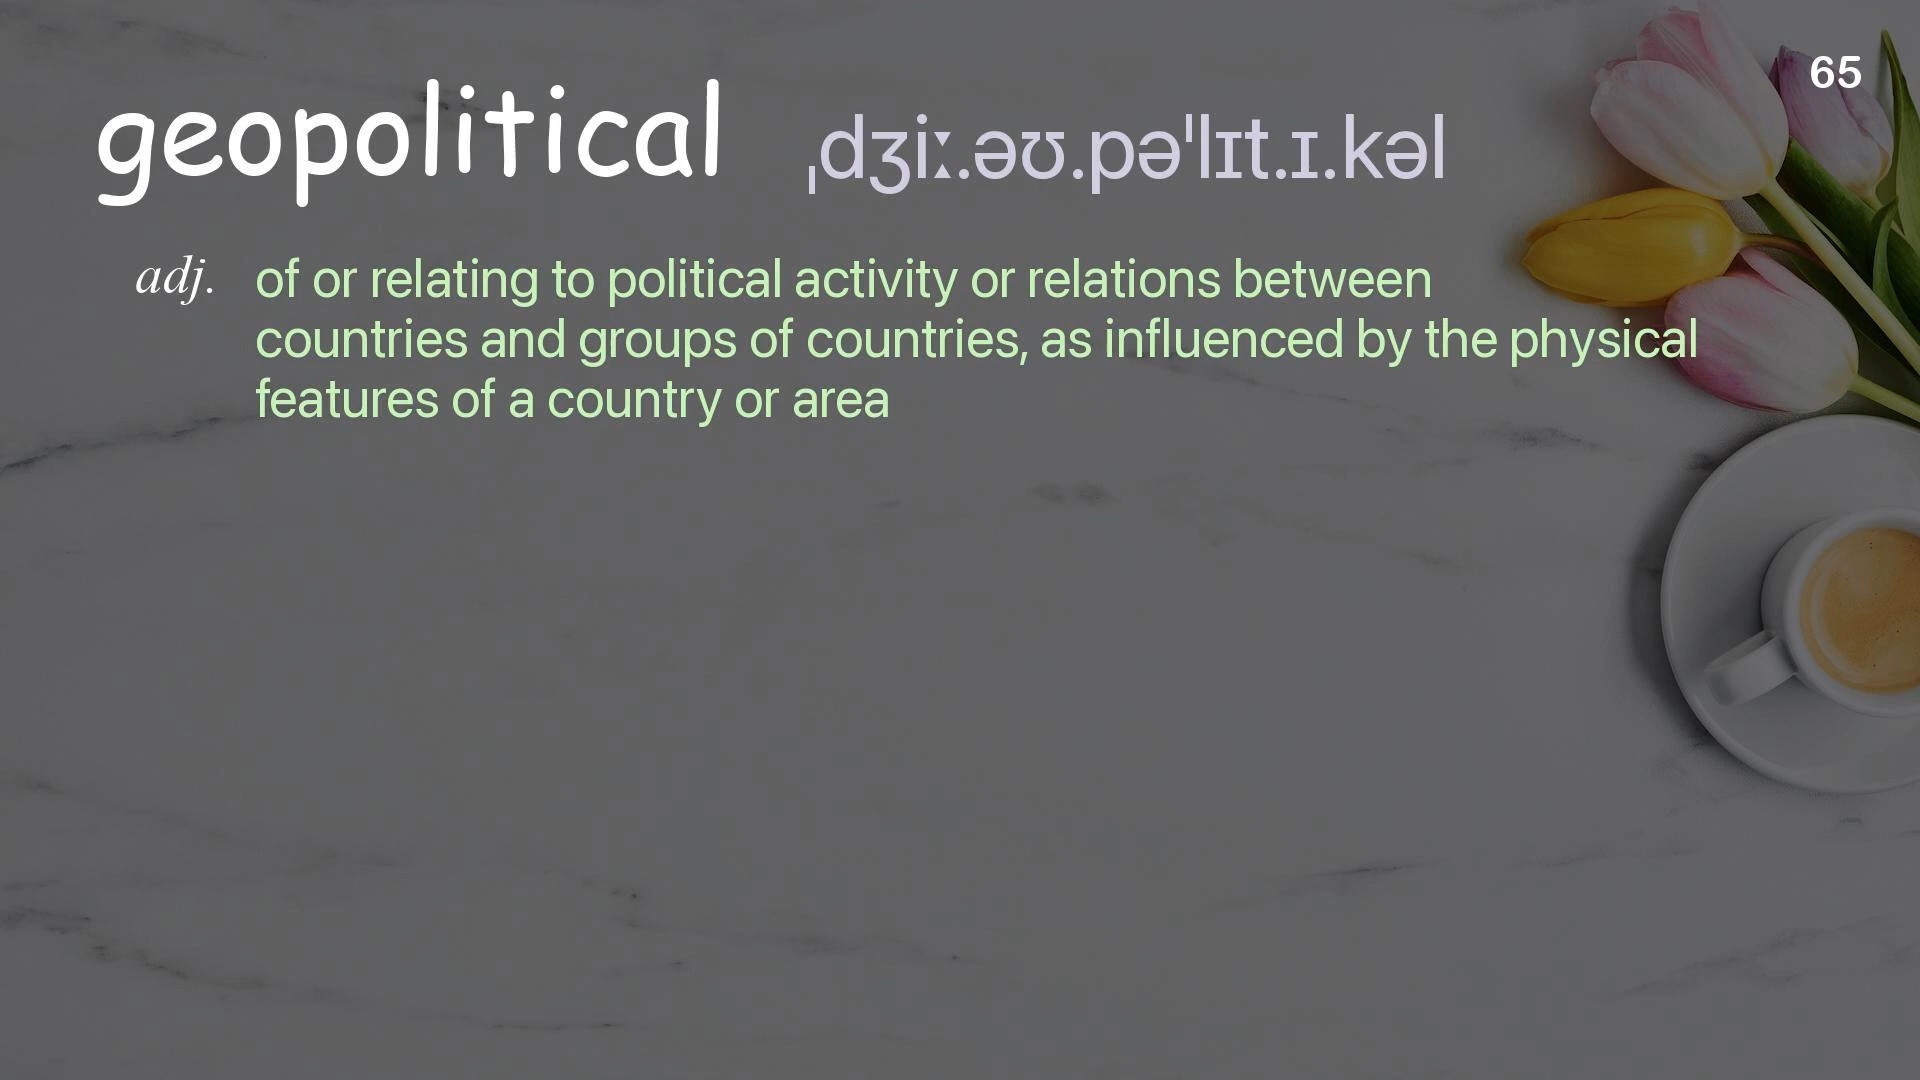 65
geopolitical ˌdʒiː.əʊ.pəˈlɪt.ɪ.kəl
adj. of or relating to political activity or relations between
countries and groups of countries, as influenced by the physical
features of a country or area